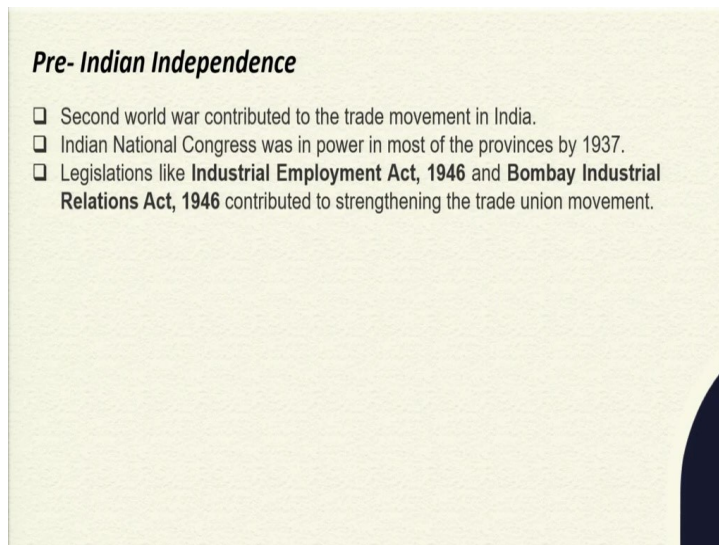 Pre- Indian Independence
❑ Second world war contributed to the trade movement in India.
❑ Indian National Congress was in power in most of the provinces by 1937.
❑ Legislations like Industrial Employment Act, 1946 and Bombay Industrial
Relations Act, 1946 contributed to strengthening the trade union movement.